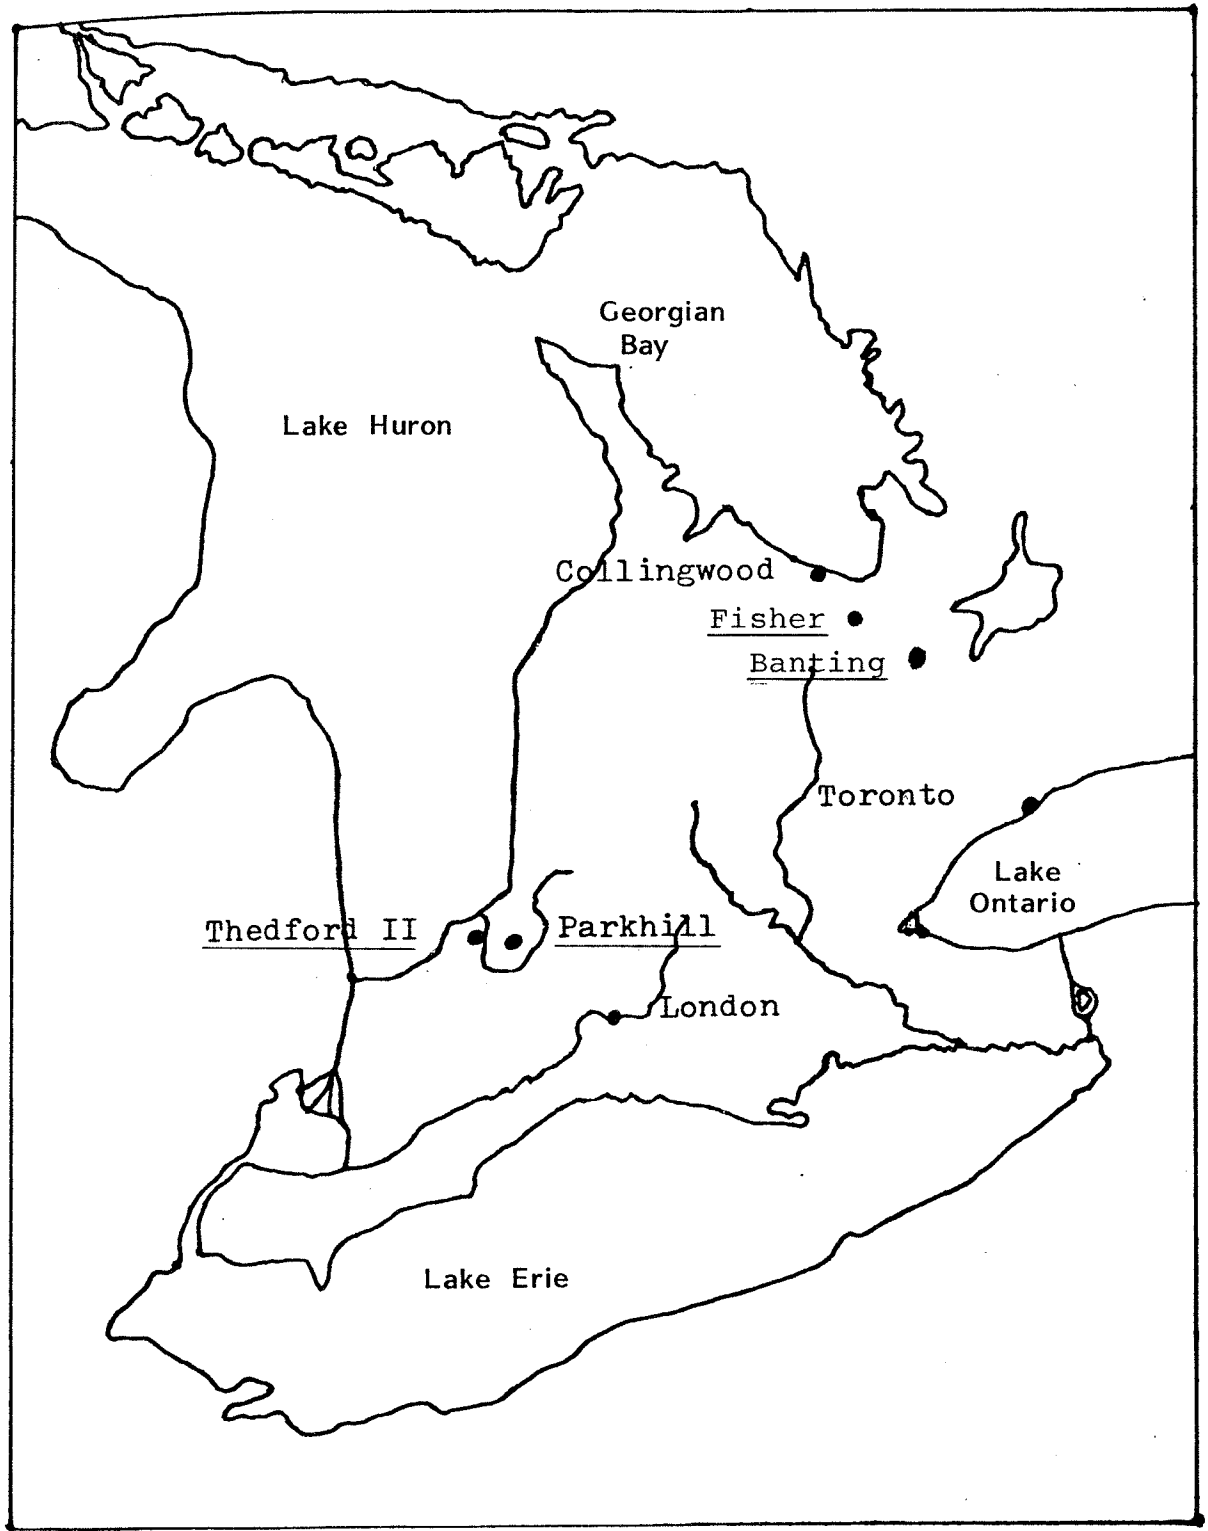 Georgian
Bay
Lake Huron
Collingwood
Fisher
Banting
Toronto
Lake
Ontario
Thedford II
Parkhill
London
Lake Erie